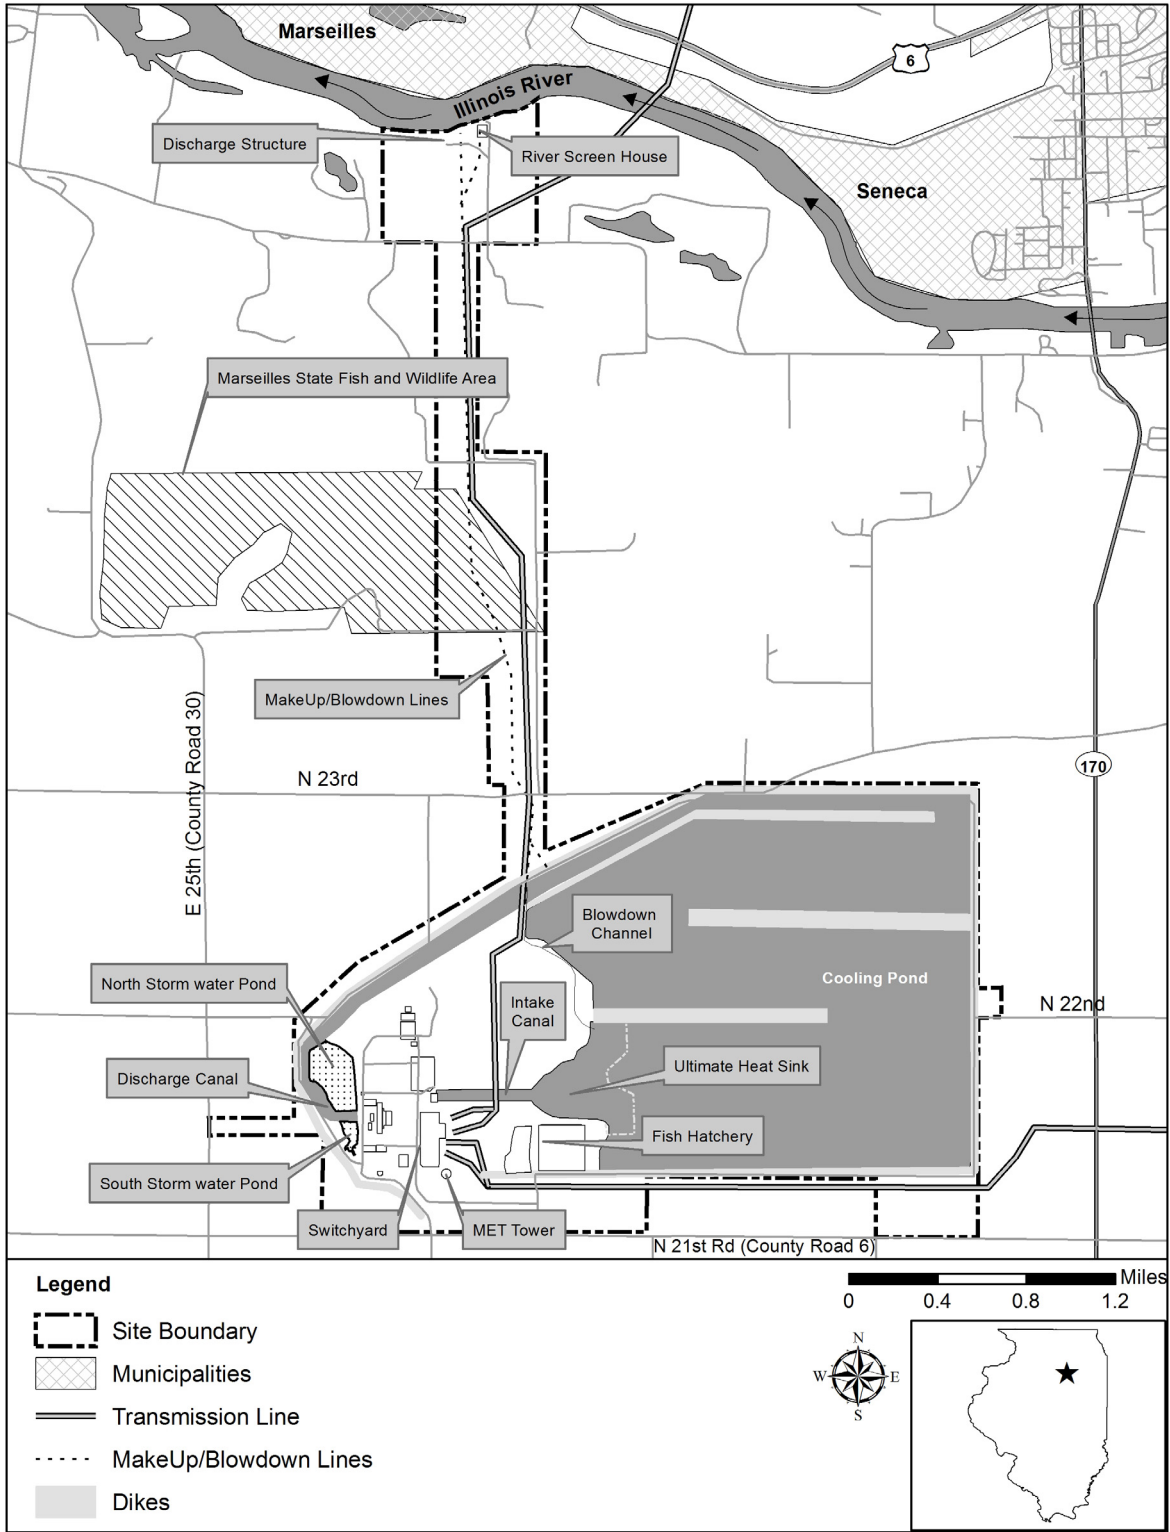 Marseilles
6
Illinois River
Discharge Structure
River Screen House
Seneca
Marseilles State Fish and Wildlife Area
MakeUp/Blowdown Lines
E 25th (County Road 30)
N 23rd
170
Blowdown
Channel
Cooling Pond
North Storm water Pond
Intake
Canal
N 22nd
Discharge Canal
Ultimate Heat Sink
Fish Hatchery
South Storm water Pond
Switchyard
MET Tower
N 21st Rd (County Road 6)
Legend
Site Boundary
Municipalities
Transmission Line
MakeUp/Blowdown Lines
Dikes
Miles
0 0.4 0.8 1.2
N
W E
S